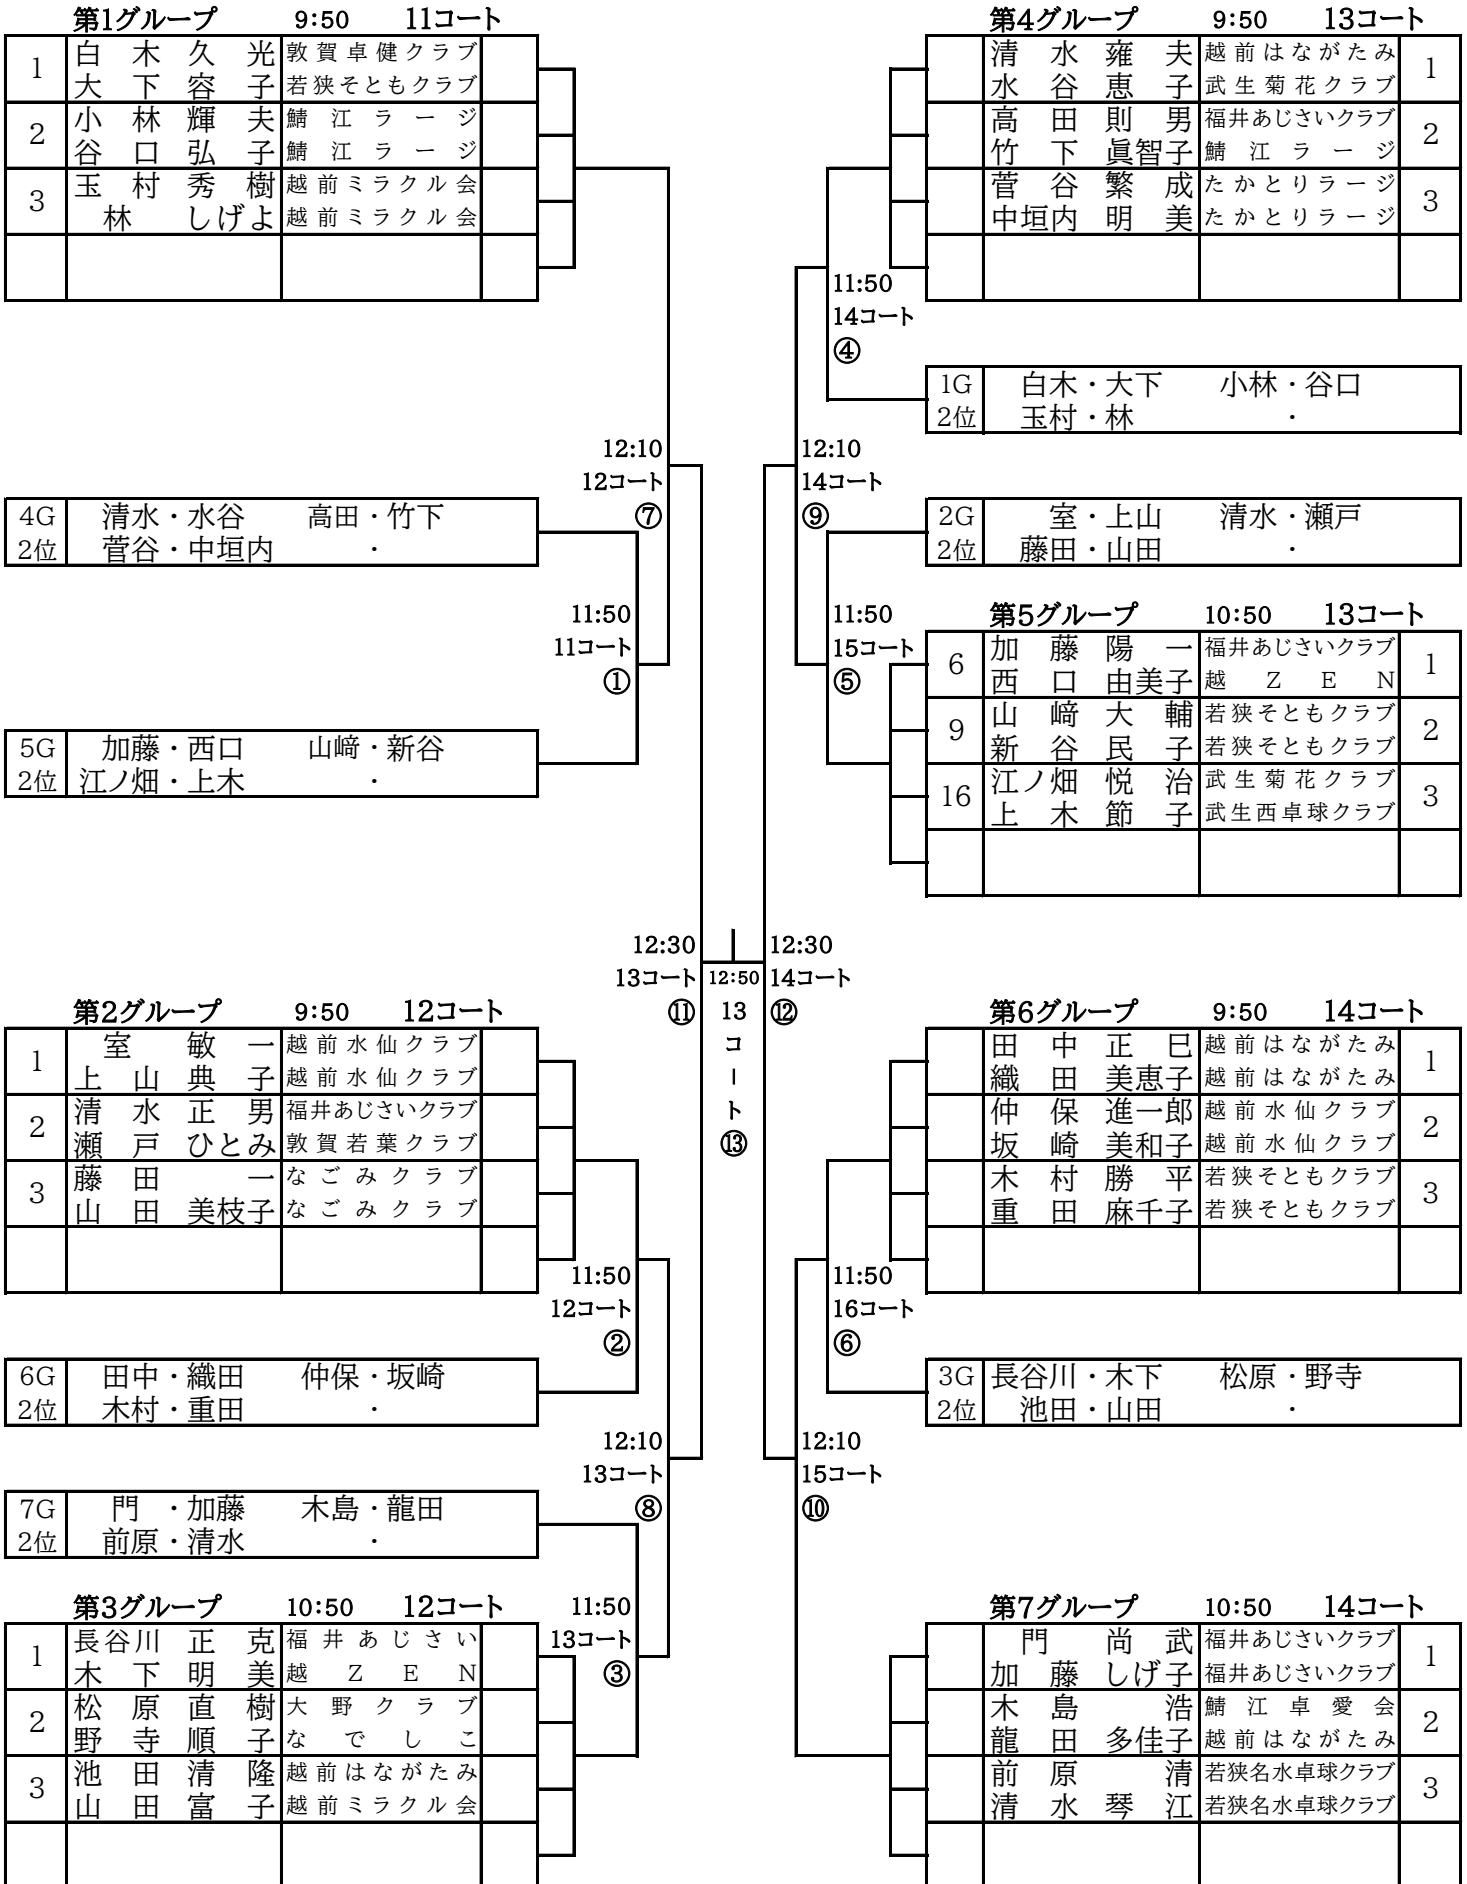 第1グループ 9:50 11コート
1 白木久光 敦賀卓健クラブ
大下容子 若狭そともクラブ
2 小林輝夫 鯖江ラージ
谷口弘子 鯖江ラージ
3 玉村秀樹 越前ミラクル会
林しげよ 越前ミラクル会
12:10
12コート
⑦
4G 清水・水谷 高田・竹下
2位 菅谷・中垣内 ・
11:50
11コート
①
5G 加藤・西口 山﨑・新谷
2位 江ノ畑・上木 ・
12:30
13コート
⑪
第2グループ 9:50 12コート
1 室敏一 越前水仙クラブ
上山典子 越前水仙クラブ
2 清水正男 福井あじさいクラブ
瀬戸ひとみ 敦賀若葉クラブ
3 藤田一 なごみクラブ
山田美枝子 なごみクラブ
11:50
12コート
②
6G 田中・織田 仲保・坂崎
2位 木村・重田 ・
12:10
13コート
⑧
7G 門・加藤 木島・龍田
2位 前原・清水 ・
第3グループ 10:50 12コート
11:50
13コート
③
1 長谷川正克 福井あじさい
木下明美 越ZEN
2 松原直樹 大野クラブ
野寺順子 なでしこ
3 池田清隆 越前はながたみ
山田富子 越前ミラクル会
12:50
13
コ
ー
ト
⑬
第4グループ 9:50 13コート
清水雍夫 越前はながたみ 1
水谷恵子 武生菊花クラブ
高田則男 福井あじさいクラブ 2
竹下眞智子 鯖江ラージ
菅谷繁成 たかとりラージ 3
中垣内明美 たかとりラージ
11:50
14コート
④
1G 白木・大下 小林・谷口
2位 玉村・林 ・
12:10
14コート
⑨
2G 室・上山 清水・瀬戸
2位 藤田・山田 ・
11:50
15コート
⑤
第5グループ 10:50 13コート
6 加藤陽一 福井あじさいクラブ 1
西口由美子 越ZEN
9 山﨑大輔 若狭そともクラブ 2
新谷民子 若狭そともクラブ
16 江ノ畑悦治 武生菊花クラブ 3
上木節子 武生西卓球クラブ
12:30
14コート
⑫
第6グループ 9:50 14コート
田中正巳 越前はながたみ 1
織田美恵子 越前はながたみ
仲保進一郎 越前水仙クラブ 2
坂崎美和子 越前水仙クラブ
木村勝平 若狭そともクラブ 3
重田麻千子 若狭そともクラブ
11:50
16コート
⑥
3G 長谷川・木下 松原・野寺
2位 池田・山田 ・
12:10
15コート
⑩
第7グループ 10:50 14コート
門尚武 福井あじさいクラブ 1
加藤しげ子 福井あじさいクラブ
木島浩 鯖江卓愛会 2
龍田多佳子 越前はながたみ
前原清 若狭名水卓球クラブ 3
清水琴江 若狭名水卓球クラブ